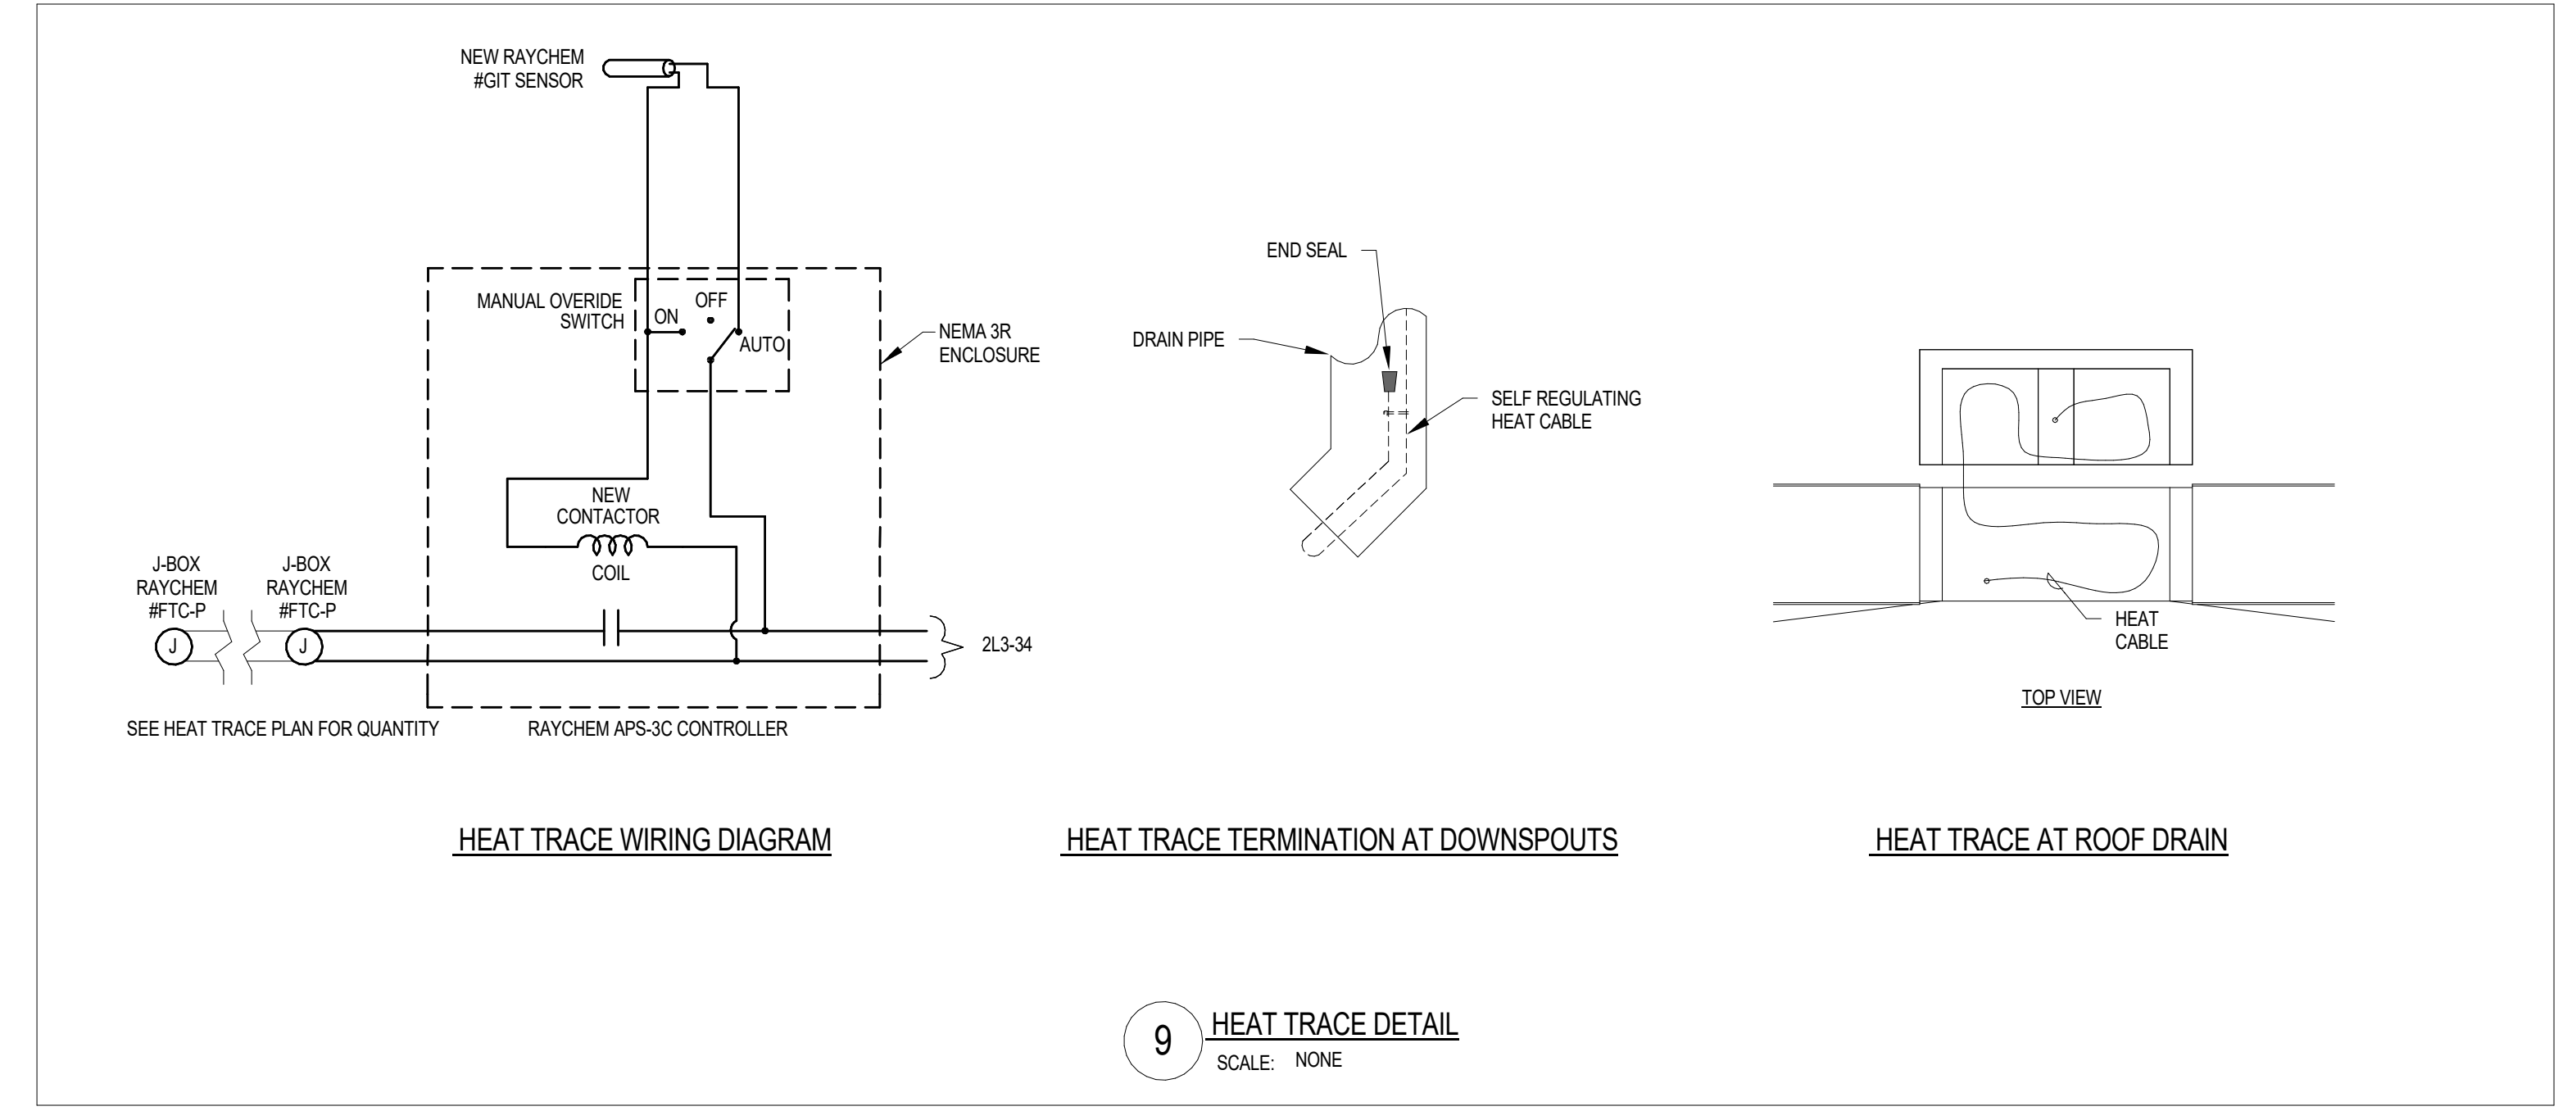 NEW RAYCHEM
#GIT SENSOR
MANUAL OVERIDE
SWITCH
ON
OFF
AUTO
NEMA 3R
ENCLOSURE
NEW
CONTACTOR
COIL
J-BOX
RAYCHEM
#FTC-P
J
J-BOX
RAYCHEM
#FTC-P
J
2L3-34
SEE HEAT TRACE PLAN FOR QUANTITY
RAYCHEM APS-3C CONTROLLER
HEAT TRACE WIRING DIAGRAM
END SEAL
DRAIN PIPE
SELF REGULATING
HEAT CABLE
HEAT TRACE TERMINATION AT DOWNSPOUTS
HEAT
CABLE
TOP VIEW
HEAT TRACE AT ROOF DRAIN
9
HEAT TRACE DETAIL
SCALE: NONE